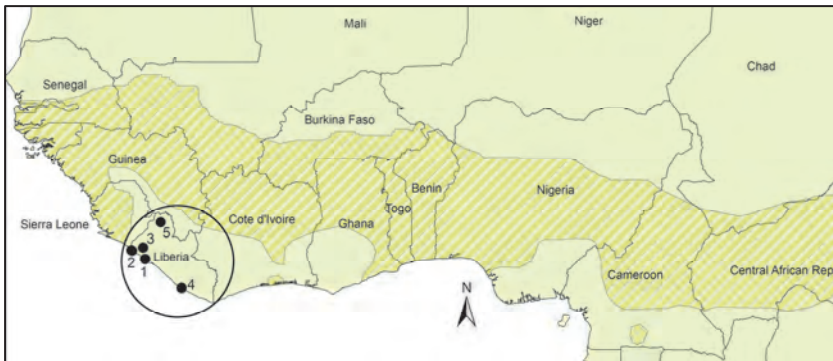 Mali
Niger
Chad
Senegal
Burkina Faso
Guinea
Benin
Nigeria
Togo
Sierra Leone
Cote d'Ivoire
Ghana
5
3
2
Liberia
1
4
N
Cameroon
Central African Rep